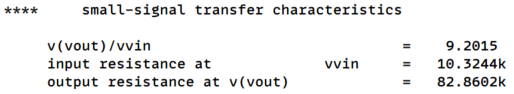 **** small-signal transfer characteristics
v(vout)/vvin = 9.2015
input resistance at vvin = 10.3244k
output resistance at v(vout) = 82.8602k